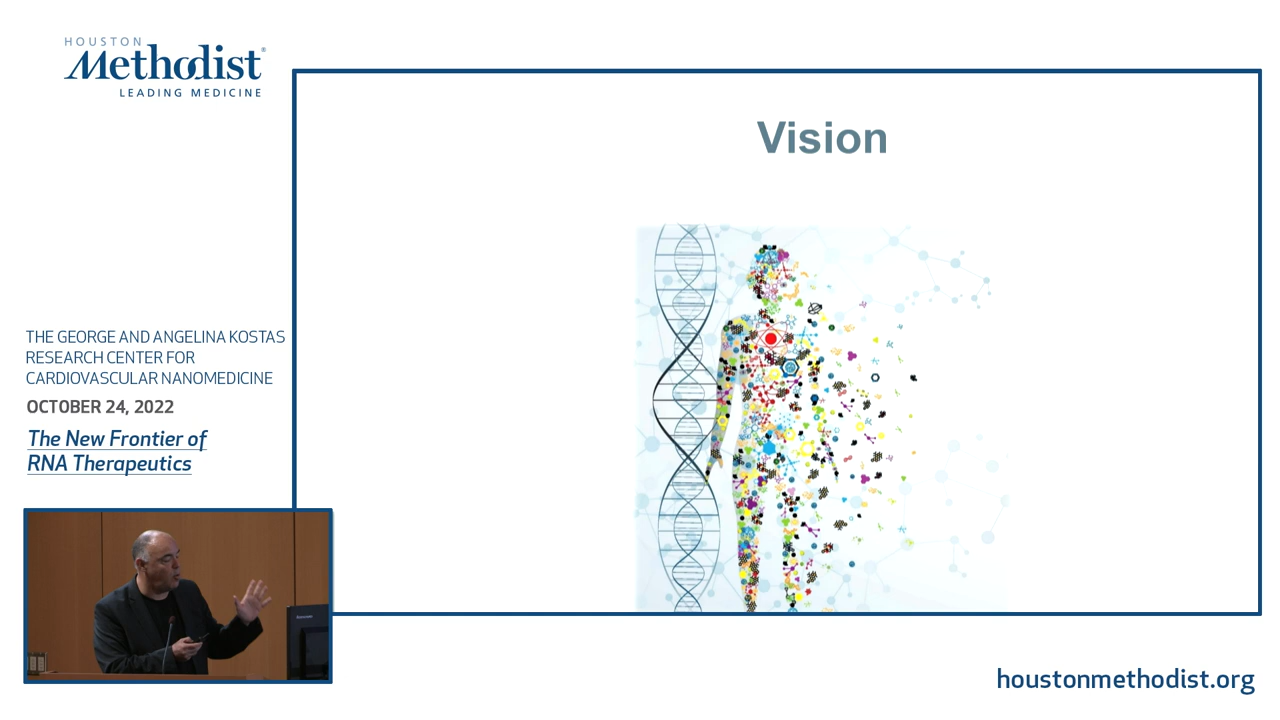 HOUSTON
Methodist®
LEADING MEDICINE
Vision
THE GEORGE AND ANGELINA KOSTAS
RESEARCH CENTER FOR
CARDIOVASCULAR NANOMEDICINE
OCTOBER 24, 2022
The New Frontier of
RNA Therapeutics
houstonmethodist.org